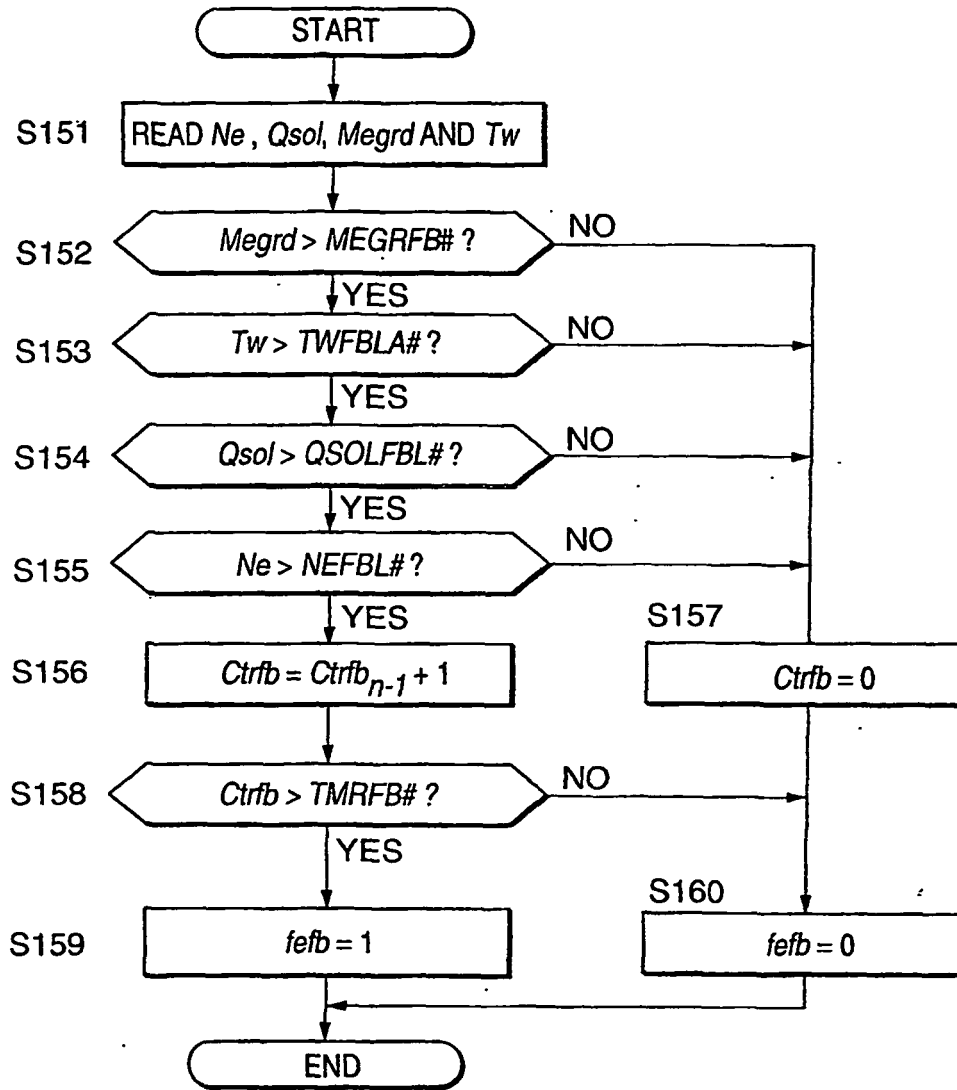 START
S151
READ Ne, Qsol, Megrd AND Tw
S152
Megrd > MEGRFB# ?
NO
YES
S153
Tw > TWFBLA# ?
NO
YES
S154
Qsol > QSOLFBL# ?
NO
YES
S155
Ne > NEFBL# ?
NO
YES
S156
Ctrfb = Ctrfbn-1 + 1
S157
Ctrfb = 0
S158
Ctrfb > TMRFB# ?
NO
YES
S159
fefb = 1
S160
fefb = 0
END